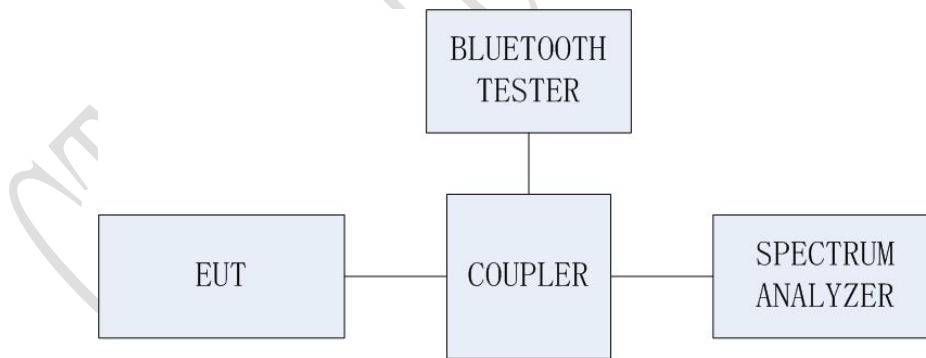 BLUETOOTH
TESTER
EUT
COUPLER
SPECTRUM
ANALYZER